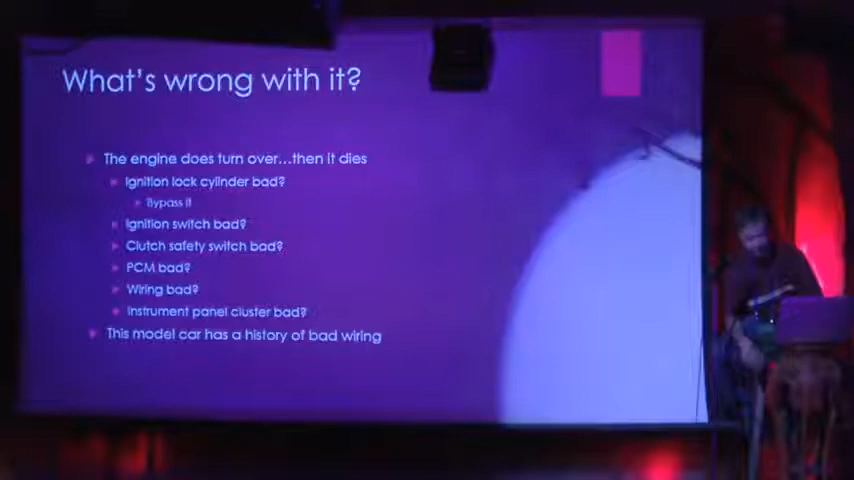 What's wrong with it?
The engine does turn over...then it dies
Ignition lock cylinder bad?
Bypass it
Ignition switch bad?
Clutch safety switch bad?
PCM bad?
Wiring bad?
Instrument panel cluster bad?
This model car has a history of bad wiring